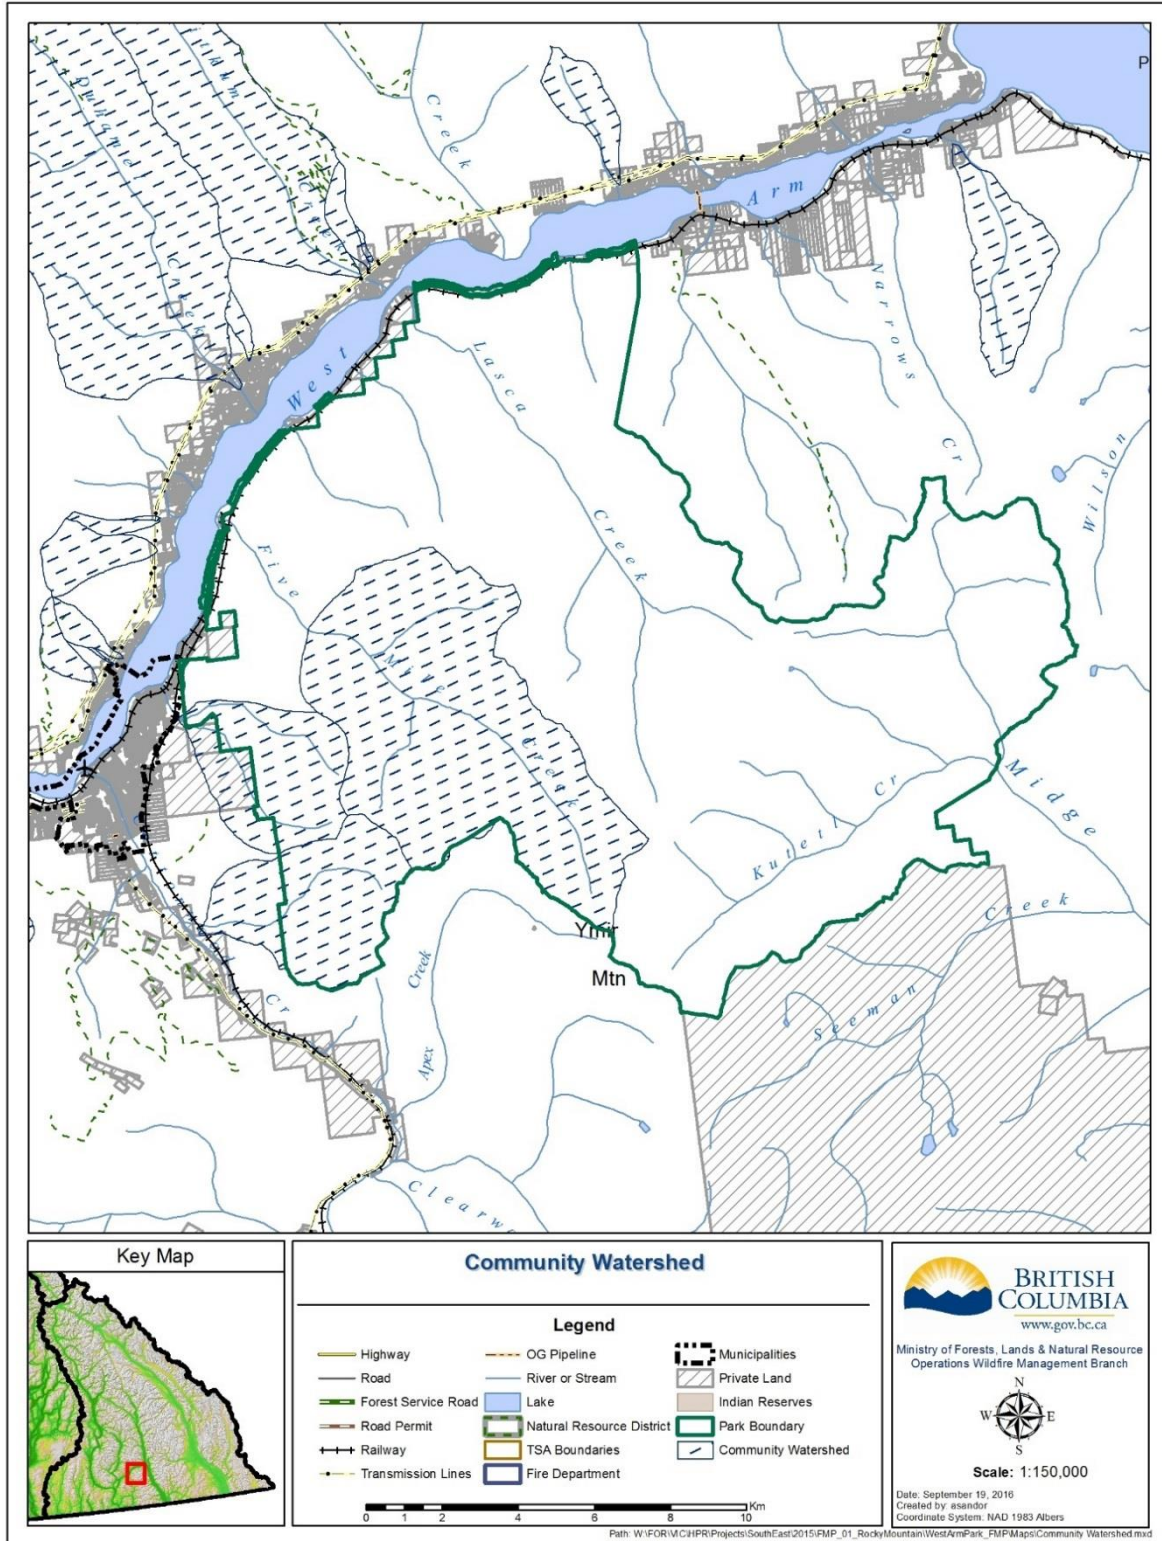 P
Duhamel
Creek
Creek
Creek
Arm
West
Lasca
Creek
Narrows
Cr
Wilson
Five
Mile
Creek
Kutetl Cr
Midge
Creek
Ymir
Mtn
Seeman
Creek
Apex
Cr
Clearw
Key Map
Community Watershed
Legend
Highway
Road
Forest Service Road
Road Permit
Railway
Transmission Lines
OG Pipeline
River or Stream
Lake
Natural Resource District
TSA Boundaries
Fire Department
Municipalities
Private Land
Indian Reserves
Park Boundary
Community Watershed
0 1 2 4 6 8 10 Km
BRITISH
COLUMBIA
www.gov.bc.ca
Ministry of Forests, Lands & Natural Resource
Operations Wildfire Management Branch
N
W E
S
Scale: 1:150,000
Date: September 19, 2016
Created by: asandor
Coordinate System: NAD 1983 Albers
Path: W:\FOR\VIC\HPR\Projects\SouthEast\2015\FMP_01_RockyMountain\WestArmPark_FMP\Maps\Community Watershed.mxd